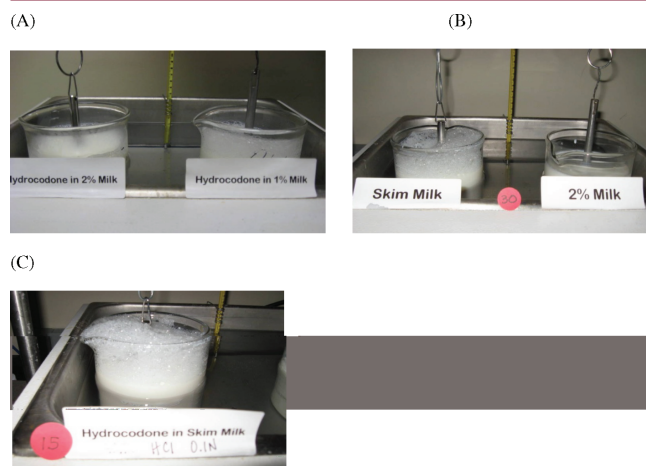 (A)
(B)
Hydrocodone in 2% Milk
Hydrocodone in 1% Milk
Skim Milk
30
2% Milk
(C)
15
Hydrocodone in Skim Milk
HCl 0.1N